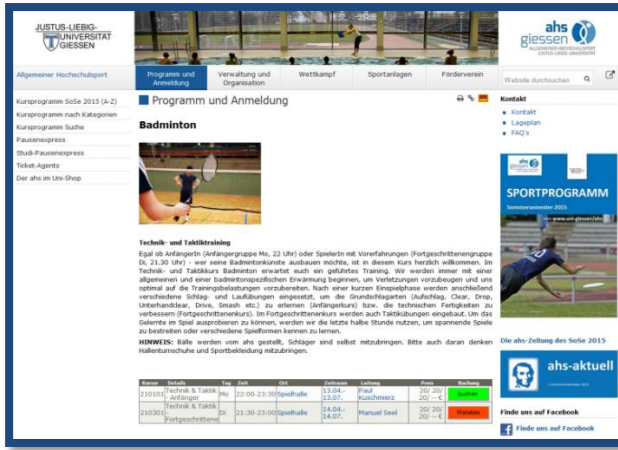 JUSTUS-LIEBIG-
UNIVERSITÄT
GIESSEN
ahs
giessen
ALLGEMEINER HOCHSCHULSPORT
JUSTUS-LIEBIG-UNIVERSITÄT
Allgemeiner Hochschulsport
Programm und
Anmeldung
Verwaltung und
Organisation
Wettkampf
Sportanlagen
Förderverein
Website durchsuchen
Kursprogramm SoSe 2015 (A-Z)
Kursprogramm nach Kategorien
Kursprogramm Suche
Pausenexpress
Studi-Pausenexpress
Ticket-Agents
Der ahs im Uni-Shop
Programm und Anmeldung
Badminton
Technik- und Taktiktraining
Egal ob AnfängerIn (Anfängergruppe Mo, 22 Uhr) oder SpielerIn mit Vorerfahrungen (Fortgeschrittenengruppe
Di, 21.30 Uhr) - wer seine Badmintonkünste ausbauen möchte, ist in diesem Kurs herzlich willkommen. Im
Technik- und Taktikkurs Badminton erwartet euch ein geführtes Training. Wir werden immer mit einer
allgemeinen und einer badmintonspezifischen Erwärmung beginnen, um Verletzungen vorzubeugen und uns
optimal auf die Trainingsbelastungen vorzubereiten. Nach einer kurzen Einspielphase werden anschließend
verschiedene Schlag- und Laufübungen eingesetzt, um die Grundschlagarten (Aufschlag, Clear, Drop,
Unterhandclear, Drive, Smash etc.) zu erlernen (Anfängerkurs) bzw. die technischen Fertigkeiten zu
verbessern (Fortgeschrittenenkurs). Im Fortgeschrittenenkurs werden auch Taktikübungen eingebaut. Um das
Gelernte im Spiel ausprobieren zu können, werden wir die letzte halbe Stunde nutzen, um spannende Spiele
zu bestreiten oder verschiedene Spielformen kennen zu lernen.
HINWEIS: Bälle werden vom ahs gestellt, Schläger sind selbst mitzubringen. Bitte auch daran denken
Hallenturnschuhe und Sportbekleidung mitzubringen.
Kursnr Details Tag Zeit Ort Zeitraum Leitung Preis Buchung
210101 Technik & Taktik - Anfänger Mo 22:00-23:30 Spielhalle 13.04.- 13.07. Paul Kuschmierz 20/ 20/ 20/ -- € buchen
210301 Technik & Taktik - Fortgeschrittene Di 21:30-23:00 Spielhalle 14.04.- 14.07. Manuel Seel 20/ 20/ 20/ -- € Warteliste
Kontakt
Kontakt
Lageplan
FAQ's
ahs
giessen
SPORTPROGRAMM
Sommersemester 2015
>>> www.uni-giessen/ahs
Die ahs-Zeitung des SoSe 2015
ahs-aktuell
Finde uns auf Facebook
Finde uns auf Facebook